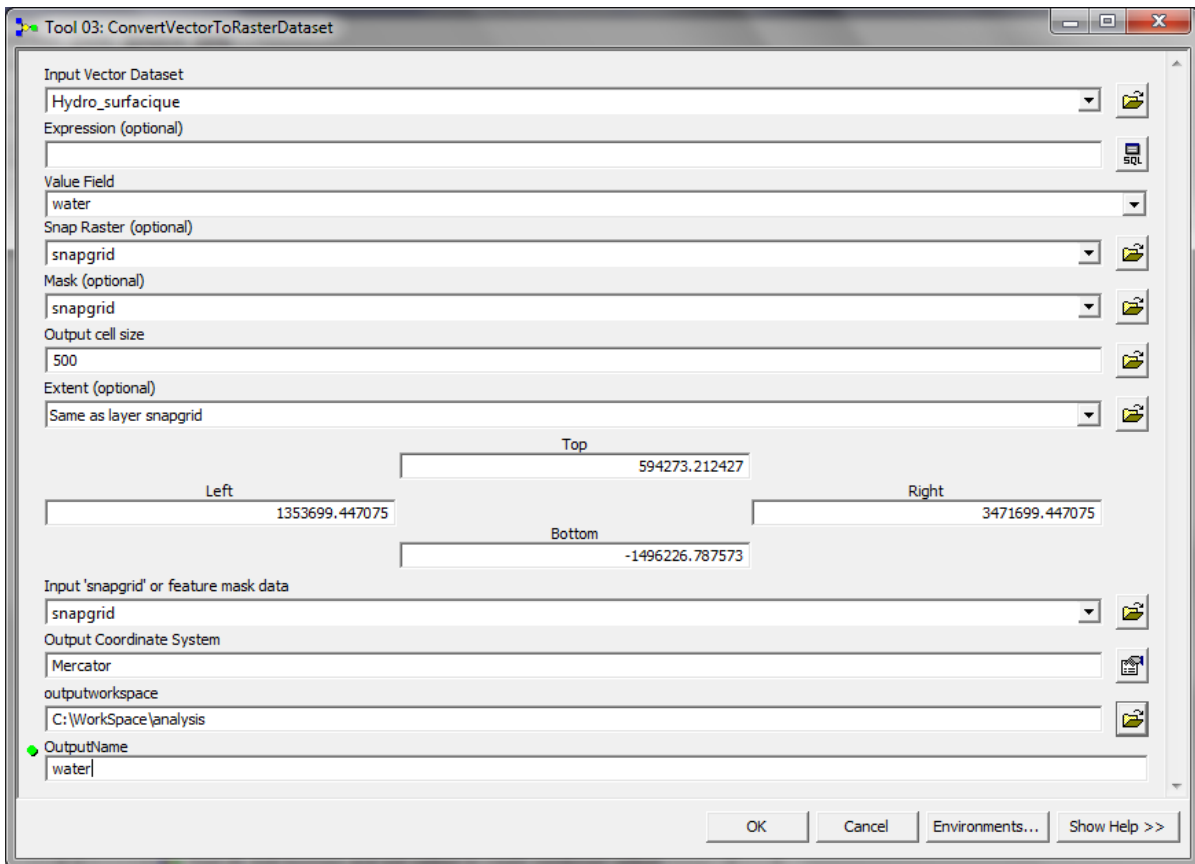 Tool 03: ConvertVectorToRasterDataset
Input Vector Dataset
Hydro_surfacique
Expression (optional)
SQL
Value Field
water
Snap Raster (optional)
snapgrid
Mask (optional)
snapgrid
Output cell size
500
Extent (optional)
Same as layer snapgrid
Top
594273.212427
Left
Right
1353699.447075
3471699.447075
Bottom
-1496226.787573
Input 'snapgrid' or feature mask data
snapgrid
Output Coordinate System
Mercator
outputworkspace
C:\WorkSpace\analysis
OutputName
water
OK
Cancel
Environments...
Show Help >>